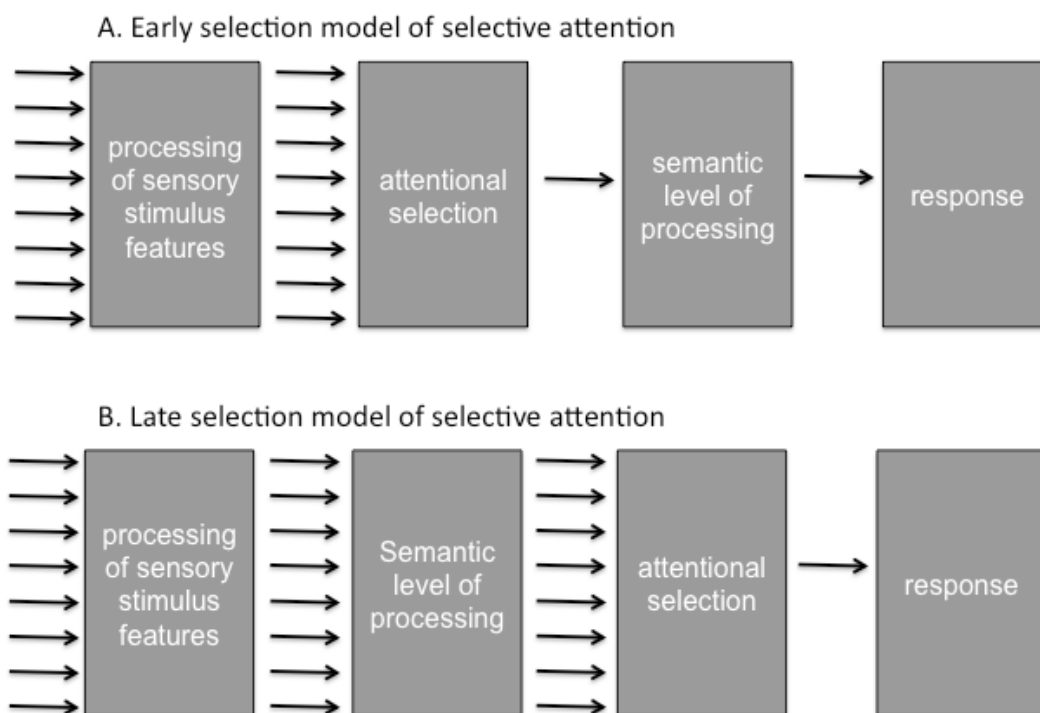 A. Early selection model of selective attention
processing
of sensory
stimulus
features
attentional
selection
semantic
level of
processing
response
B. Late selection model of selective attention
processing
of sensory
stimulus
features
Semantic
level of
processing
attentional
selection
response